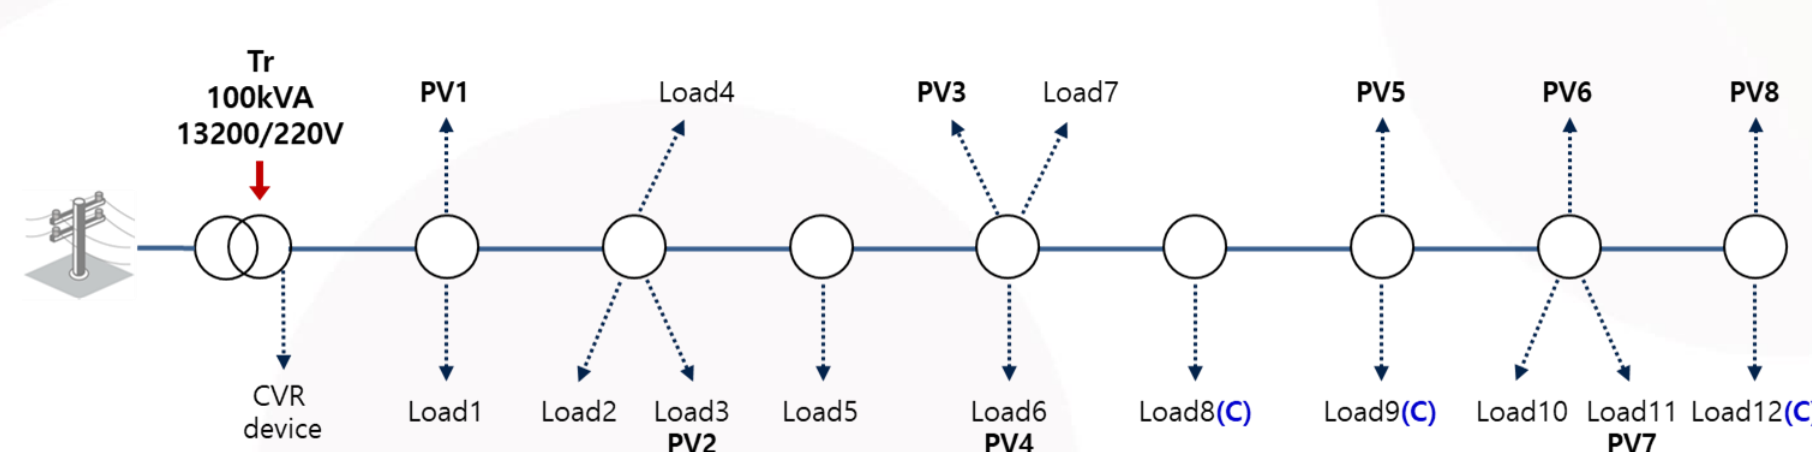 Tr
100kVA
13200/220V
PV1
Load4
PV3
Load7
PV5
PV6
PV8
CVR
device
Load1
Load2
Load3
PV2
Load5
Load6
PV4
Load8(C)
Load9(C)
Load10
Load11
PV7
Load12(C